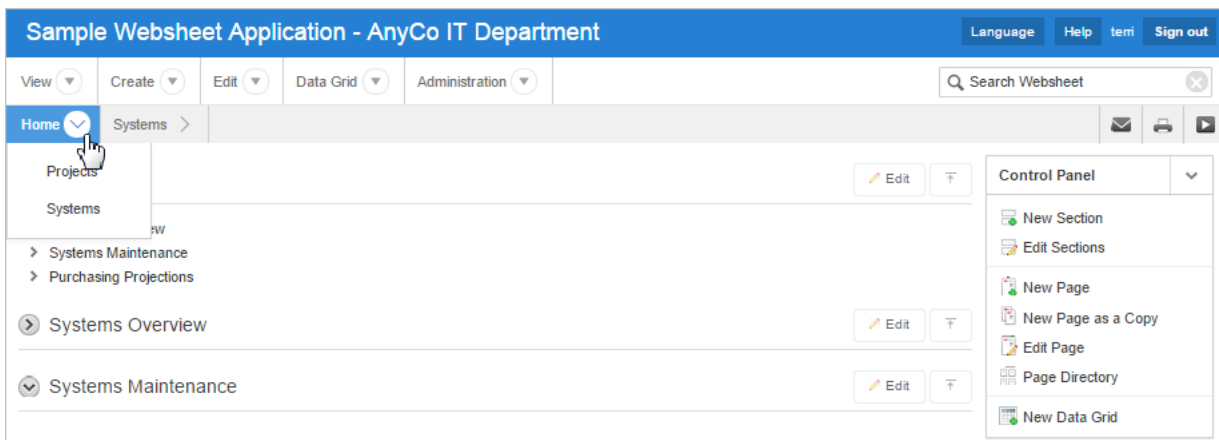 Sample Websheet Application - AnyCo IT Department Language Help terri Sign out
View Create Edit Data Grid Administration Search Websheet
Home Systems
Projects
Systems
Edit
ew
Systems Maintenance
Purchasing Projections
Systems Overview Edit
Systems Maintenance Edit
Control Panel
New Section
Edit Sections
New Page
New Page as a Copy
Edit Page
Page Directory
New Data Grid